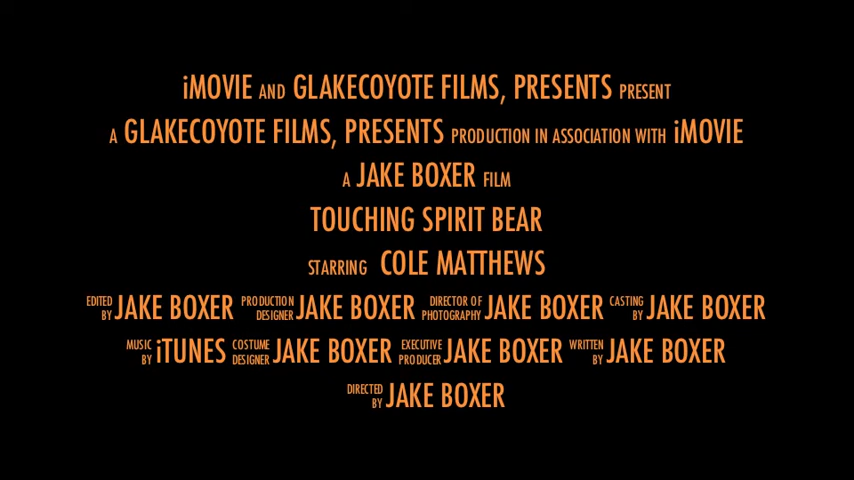 iMOVIE AND GLAKECOYOTE FILMS, PRESENTS PRESENT
A GLAKECOYOTE FILMS, PRESENTS PRODUCTION IN ASSOCIATION WITH iMOVIE
A JAKE BOXER FILM
TOUCHING SPIRIT BEAR
STARRING COLE MATTHEWS
EDITED BY JAKE BOXER PRODUCTION DESIGNER JAKE BOXER DIRECTOR OF PHOTOGRAPHY JAKE BOXER CASTING BY JAKE BOXER
MUSIC BY iTUNES COSTUME DESIGNER JAKE BOXER EXECUTIVE PRODUCER JAKE BOXER WRITTEN BY JAKE BOXER
DIRECTED BY JAKE BOXER